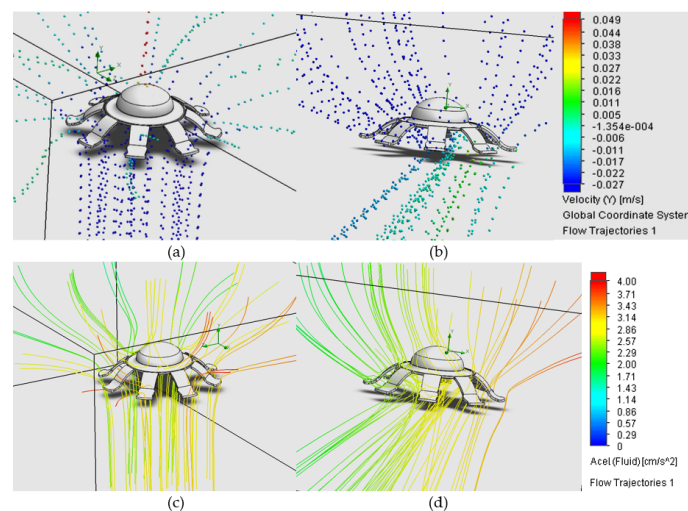 0.049
0.044
0.038
0.033
0.027
0.022
0.016
0.011
0.005
-1.354e-004
-0.006
-0.011
-0.017
-0.022
-0.027
Velocity (Y) [m/s]
Global Coordinate System
Flow Trajectories 1
(a)
(b)
4.00
3.71
3.43
3.14
2.86
2.57
2.29
2.00
1.71
1.43
1.14
0.86
0.57
0.29
0
Acel (Fluid) [cm/s^2]
Flow Trajectories 1
(c)
(d)